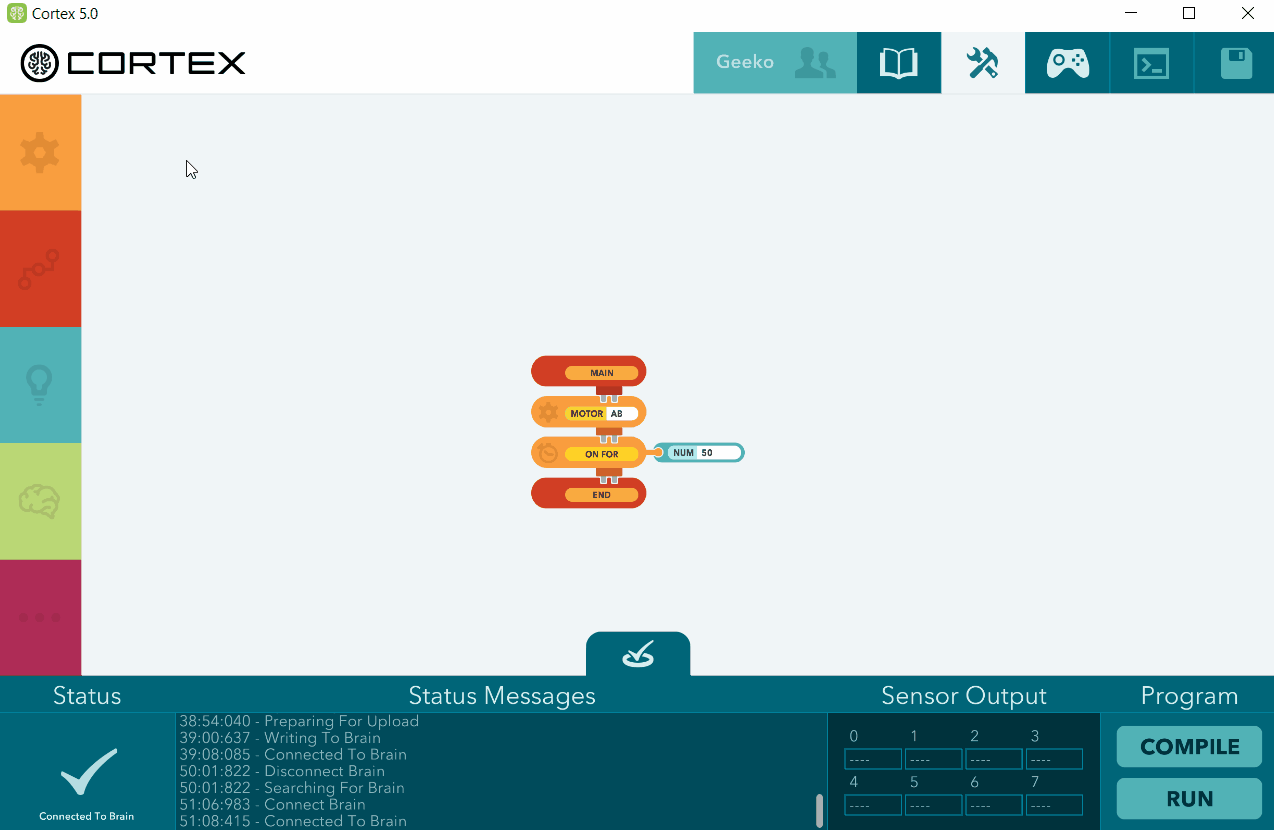 Cortex 5.0
CORTEX
Geeko
MAIN
MOTOR AB
ON FOR
NUM 50
END
Status
Status Messages
Sensor Output
Program
38:54:040 - Preparing For Upload
39:00:637 - Writing To Brain
39:08:085 - Connected To Brain
50:01:822 - Disconnect Brain
50:01:822 - Searching For Brain
51:06:983 - Connect Brain
51:08:415 - Connected To Brain
Connected To Brain
0 1 2 3
---- ---- ---- ----
4 5 6 7
---- ---- ---- ----
COMPILE
RUN